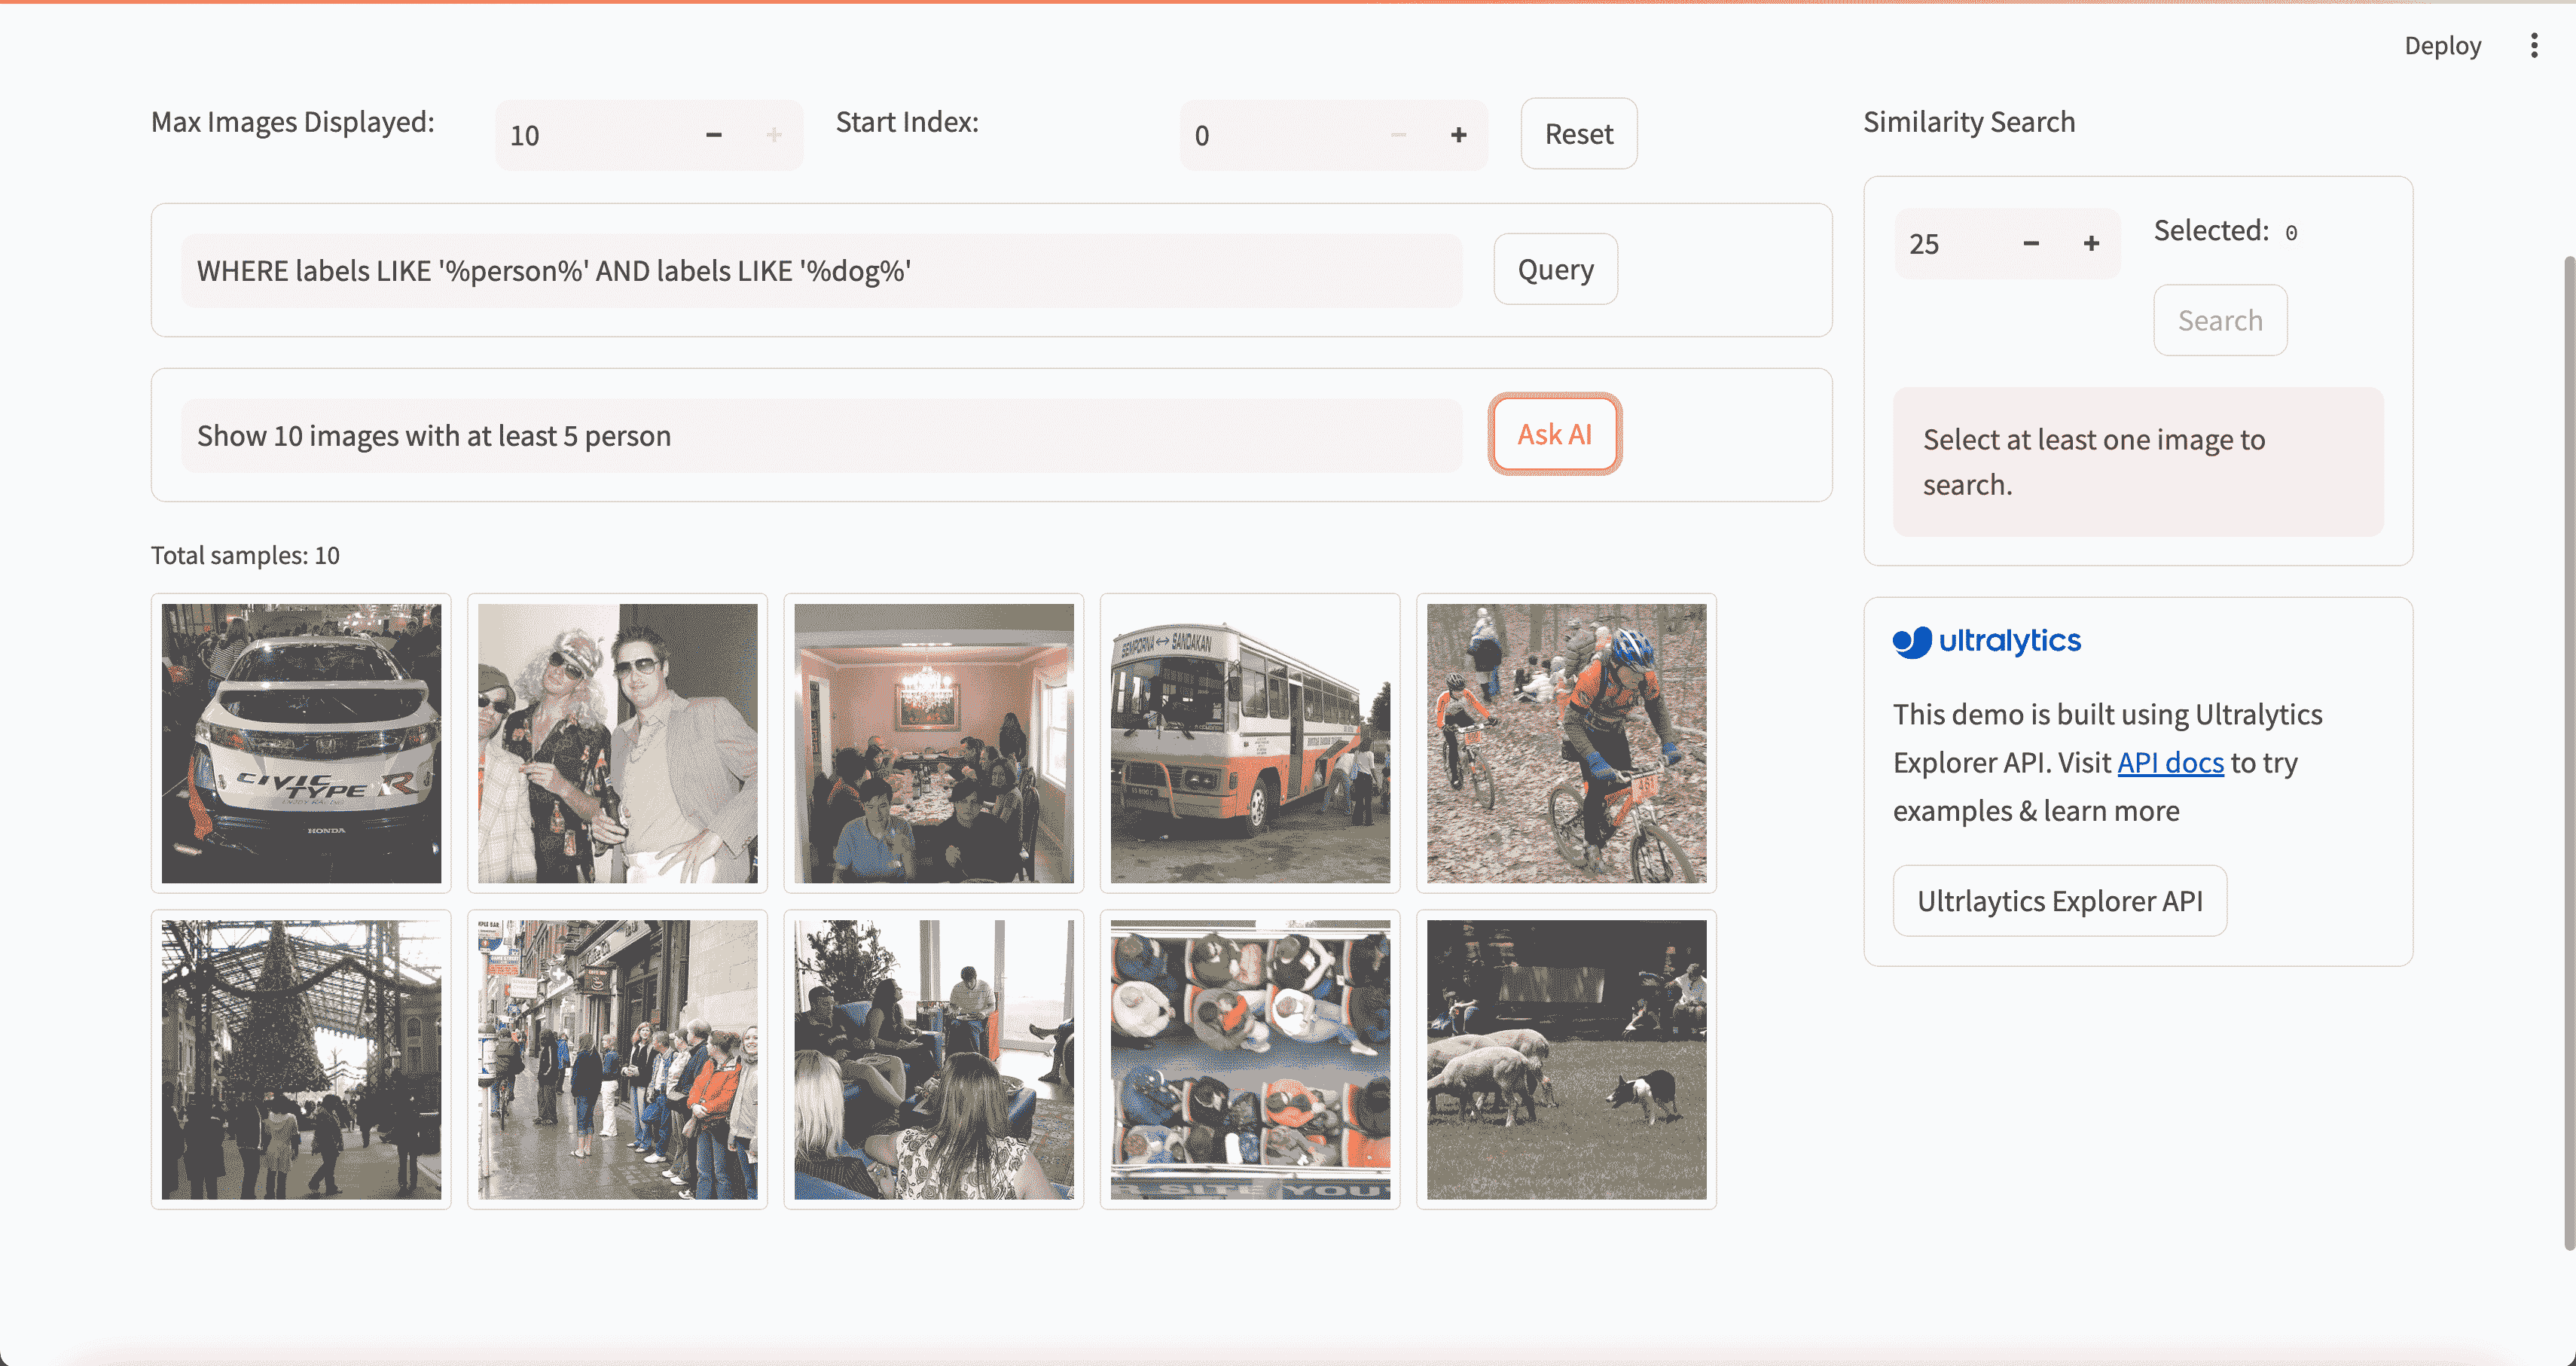 Deploy
Max Images Displayed:
10
Start Index:
0
Reset
Similarity Search
WHERE labels LIKE '%person%' AND labels LIKE '%dog%'
Query
25
Selected: 0
Search
Show 10 images with at least 5 person
Ask AI
Select at least one image to
search.
Total samples: 10
CIVIC
TYPE R
HONDA
SEMPORNA ↔ SANDAKAN
461
R SITE YOU
ultralytics
This demo is built using Ultralytics
Explorer API. Visit API docs to try
examples & learn more
Ultrlaytics Explorer API